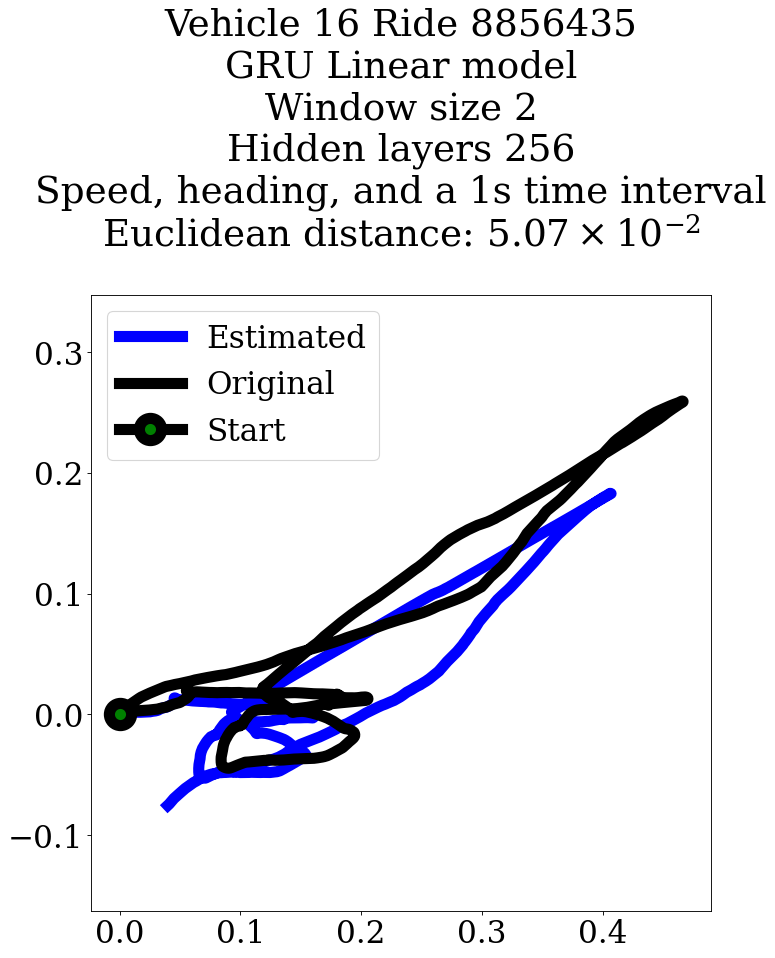 Vehicle 16 Ride 8856435
GRU Linear model
Window size 2
Hidden layers 256
Speed, heading, and a 1s time interval
Euclidean distance: 5.07 × 10⁻²
Estimated
Original
Start
0.3
0.2
0.1
0.0
−0.1
0.0 0.1 0.2 0.3 0.4